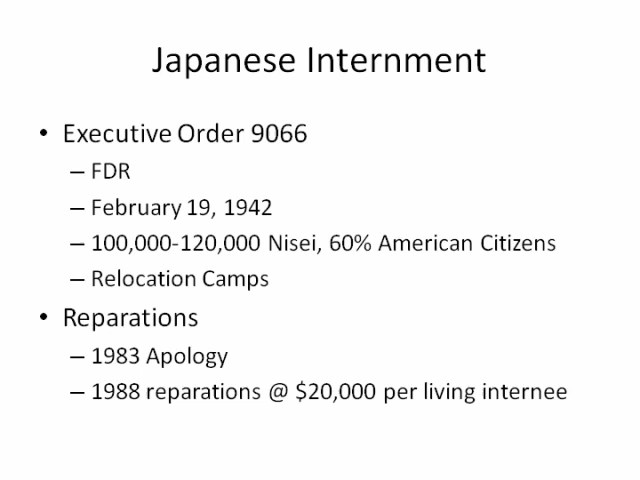 Japanese Internment
• Executive Order 9066
– FDR
– February 19, 1942
– 100,000-120,000 Nisei, 60% American Citizens
– Relocation Camps
• Reparations
– 1983 Apology
– 1988 reparations @ $20,000 per living internee